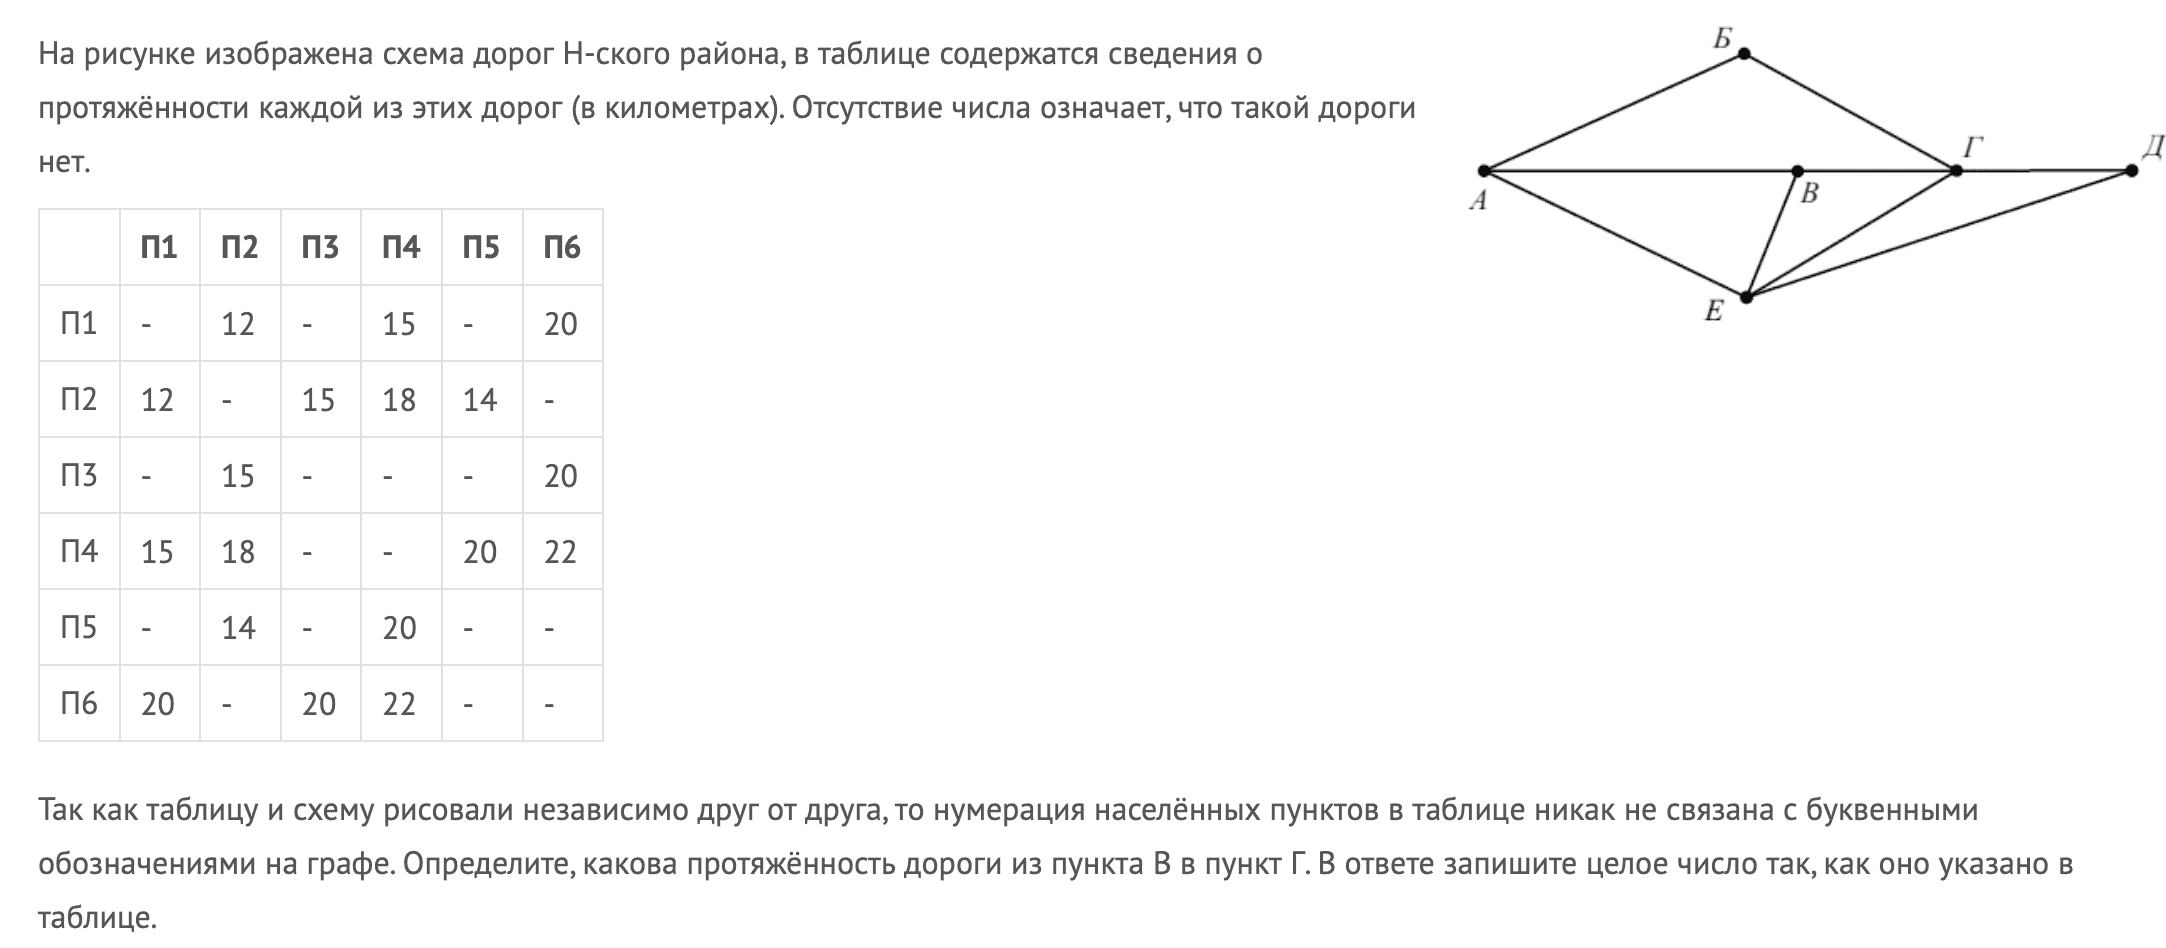 На рисунке изображена схема дорог Н-ского района, в таблице содержатся сведения о
протяжённости каждой из этих дорог (в километрах). Отсутствие числа означает, что такой дороги
нет.
П1 П2 П3 П4 П5 П6
П1 - 12 - 15 - 20
П2 12 - 15 18 14 -
П3 - 15 - - - 20
П4 15 18 - - 20 22
П5 - 14 - 20 - -
П6 20 - 20 22 - -
Б
Г
Д
А
В
Е
Так как таблицу и схему рисовали независимо друг от друга, то нумерация населённых пунктов в таблице никак не связана с буквенными
обозначениями на графе. Определите, какова протяжённость дороги из пункта В в пункт Г. В ответе запишите целое число так, как оно указано в
таблице.